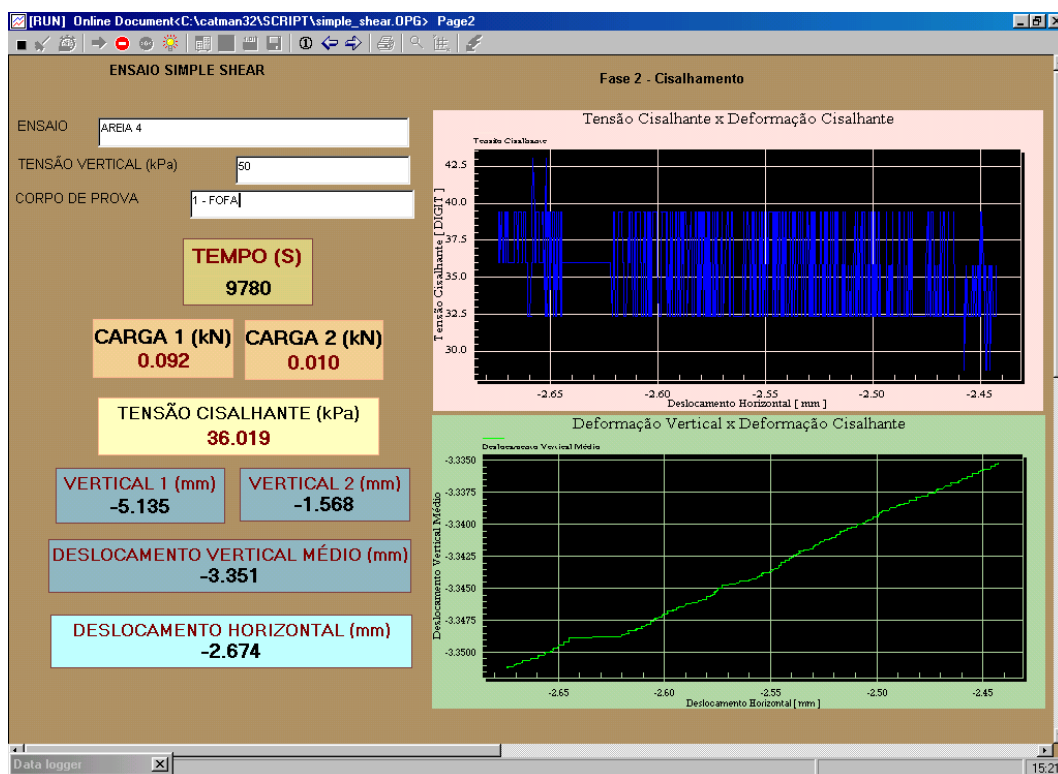 [RUN] Online Document<C:\catman32\SCRIPT\simple_shear.OPG> Page2
ENSAIO SIMPLE SHEAR
Fase 2 - Cisalhamento
ENSAIO
AREIA 4
TENSÃO VERTICAL (kPa)
50
CORPO DE PROVA
1 - FOFA
TEMPO (S)
9780
CARGA 1 (kN)
0.092
CARGA 2 (kN)
0.010
TENSÃO CISALHANTE (kPa)
36.019
VERTICAL 1 (mm)
-5.135
VERTICAL 2 (mm)
-1.568
DESLOCAMENTO VERTICAL MÉDIO (mm)
-3.351
DESLOCAMENTO HORIZONTAL (mm)
-2.674
Tensão Cisalhante x Deformação Cisalhante
Tensão Cisalhante
Tensão Cisalhante [ DIGIT ]
42.5
40.0
37.5
35.0
32.5
30.0
-2.65
-2.60
-2.55
-2.50
-2.45
Deslocamento Horizontal [ mm ]
Deformação Vertical x Deformação Cisalhante
Deslocamento Vertical Médio
Deslocamento Vertical Médio
-3.3350
-3.3375
-3.3400
-3.3425
-3.3450
-3.3475
-3.3500
-2.65
-2.60
-2.55
-2.50
-2.45
Deslocamento Horizontal [ mm ]
Data logger
15:21